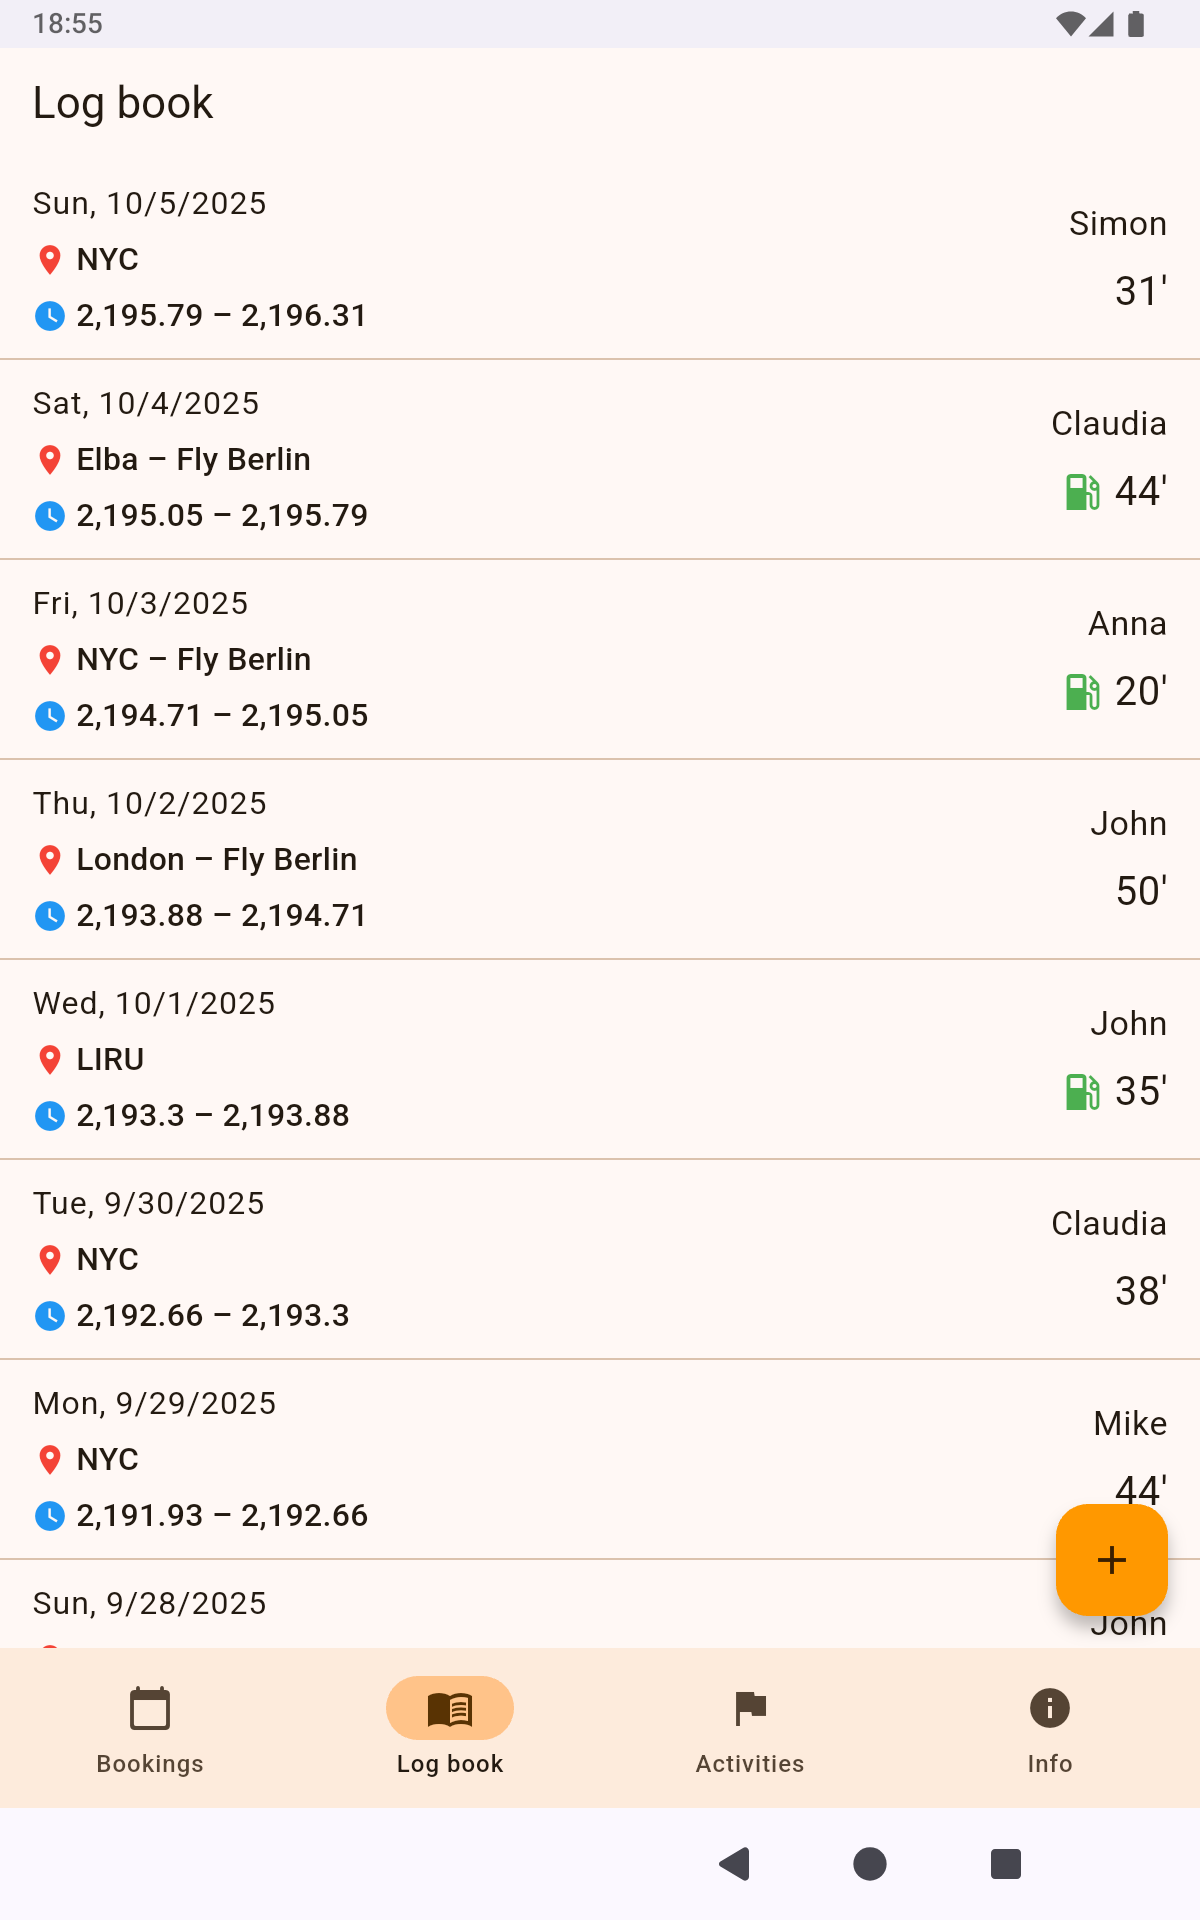 18:55
Log book
Sun, 10/5/2025
Simon
NYC
31'
2,195.79 – 2,196.31
Sat, 10/4/2025
Claudia
Elba – Fly Berlin
44'
2,195.05 – 2,195.79
Fri, 10/3/2025
Anna
NYC – Fly Berlin
20'
2,194.71 – 2,195.05
Thu, 10/2/2025
John
London – Fly Berlin
50'
2,193.88 – 2,194.71
Wed, 10/1/2025
John
LIRU
35'
2,193.3 – 2,193.88
Tue, 9/30/2025
Claudia
NYC
38'
2,192.66 – 2,193.3
Mon, 9/29/2025
Mike
NYC
44'
2,191.93 – 2,192.66
Sun, 9/28/2025
John
Bookings
Log book
Activities
Info